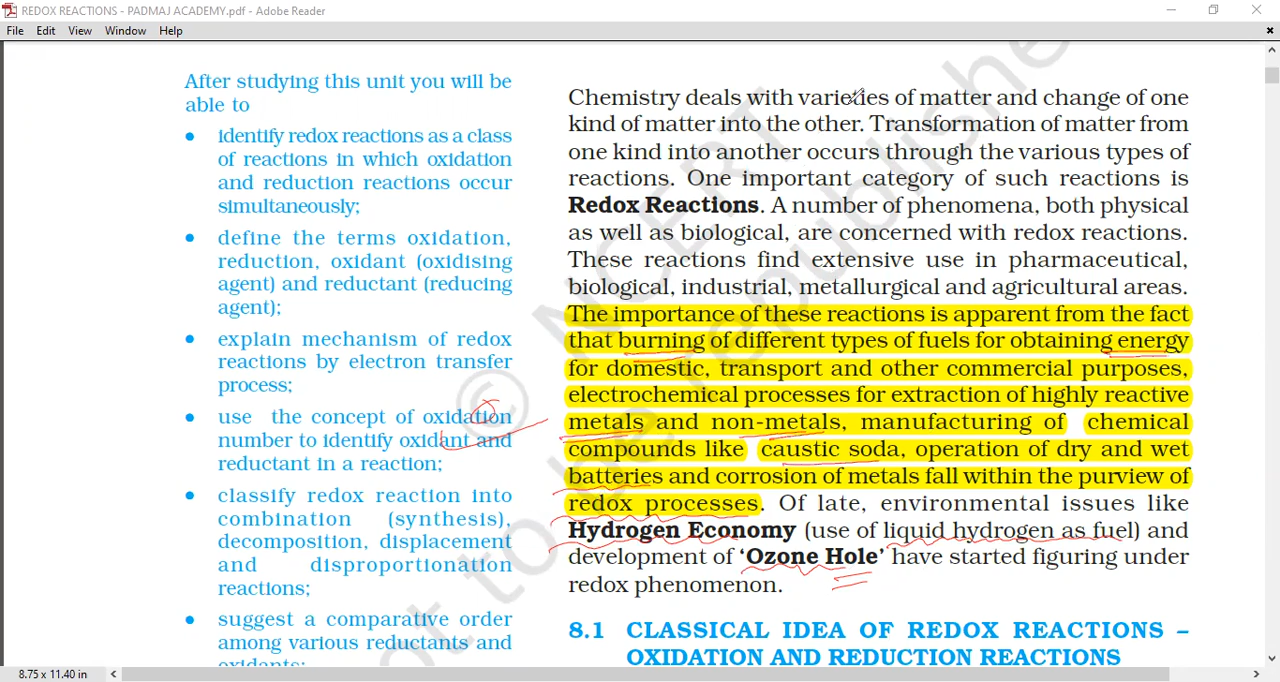 REDOX REACTIONS - PADMAJ ACADEMY.pdf - Adobe Reader
File Edit View Window Help
After studying this unit you will be
able to
• identify redox reactions as a class
of reactions in which oxidation
and reduction reactions occur
simultaneously;
• define the terms oxidation,
reduction, oxidant (oxidising
agent) and reductant (reducing
agent);
• explain mechanism of redox
reactions by electron transfer
process;
• use the concept of oxidation
number to identify oxidant and
reductant in a reaction;
• classify redox reaction into
combination (synthesis),
decomposition, displacement
and disproportionation
reactions;
• suggest a comparative order
among various reductants and
oxidants;
Chemistry deals with varieties of matter and change of one
kind of matter into the other. Transformation of matter from
one kind into another occurs through the various types of
reactions. One important category of such reactions is
Redox Reactions. A number of phenomena, both physical
as well as biological, are concerned with redox reactions.
These reactions find extensive use in pharmaceutical,
biological, industrial, metallurgical and agricultural areas.
The importance of these reactions is apparent from the fact
that burning of different types of fuels for obtaining energy
for domestic, transport and other commercial purposes,
electrochemical processes for extraction of highly reactive
metals and non-metals, manufacturing of chemical
compounds like caustic soda, operation of dry and wet
batteries and corrosion of metals fall within the purview of
redox processes. Of late, environmental issues like
Hydrogen Economy (use of liquid hydrogen as fuel) and
development of ‘Ozone Hole’ have started figuring under
redox phenomenon.
8.1 CLASSICAL IDEA OF REDOX REACTIONS –
OXIDATION AND REDUCTION REACTIONS
© NCERT
not to be republishe
8.75 x 11.40 in